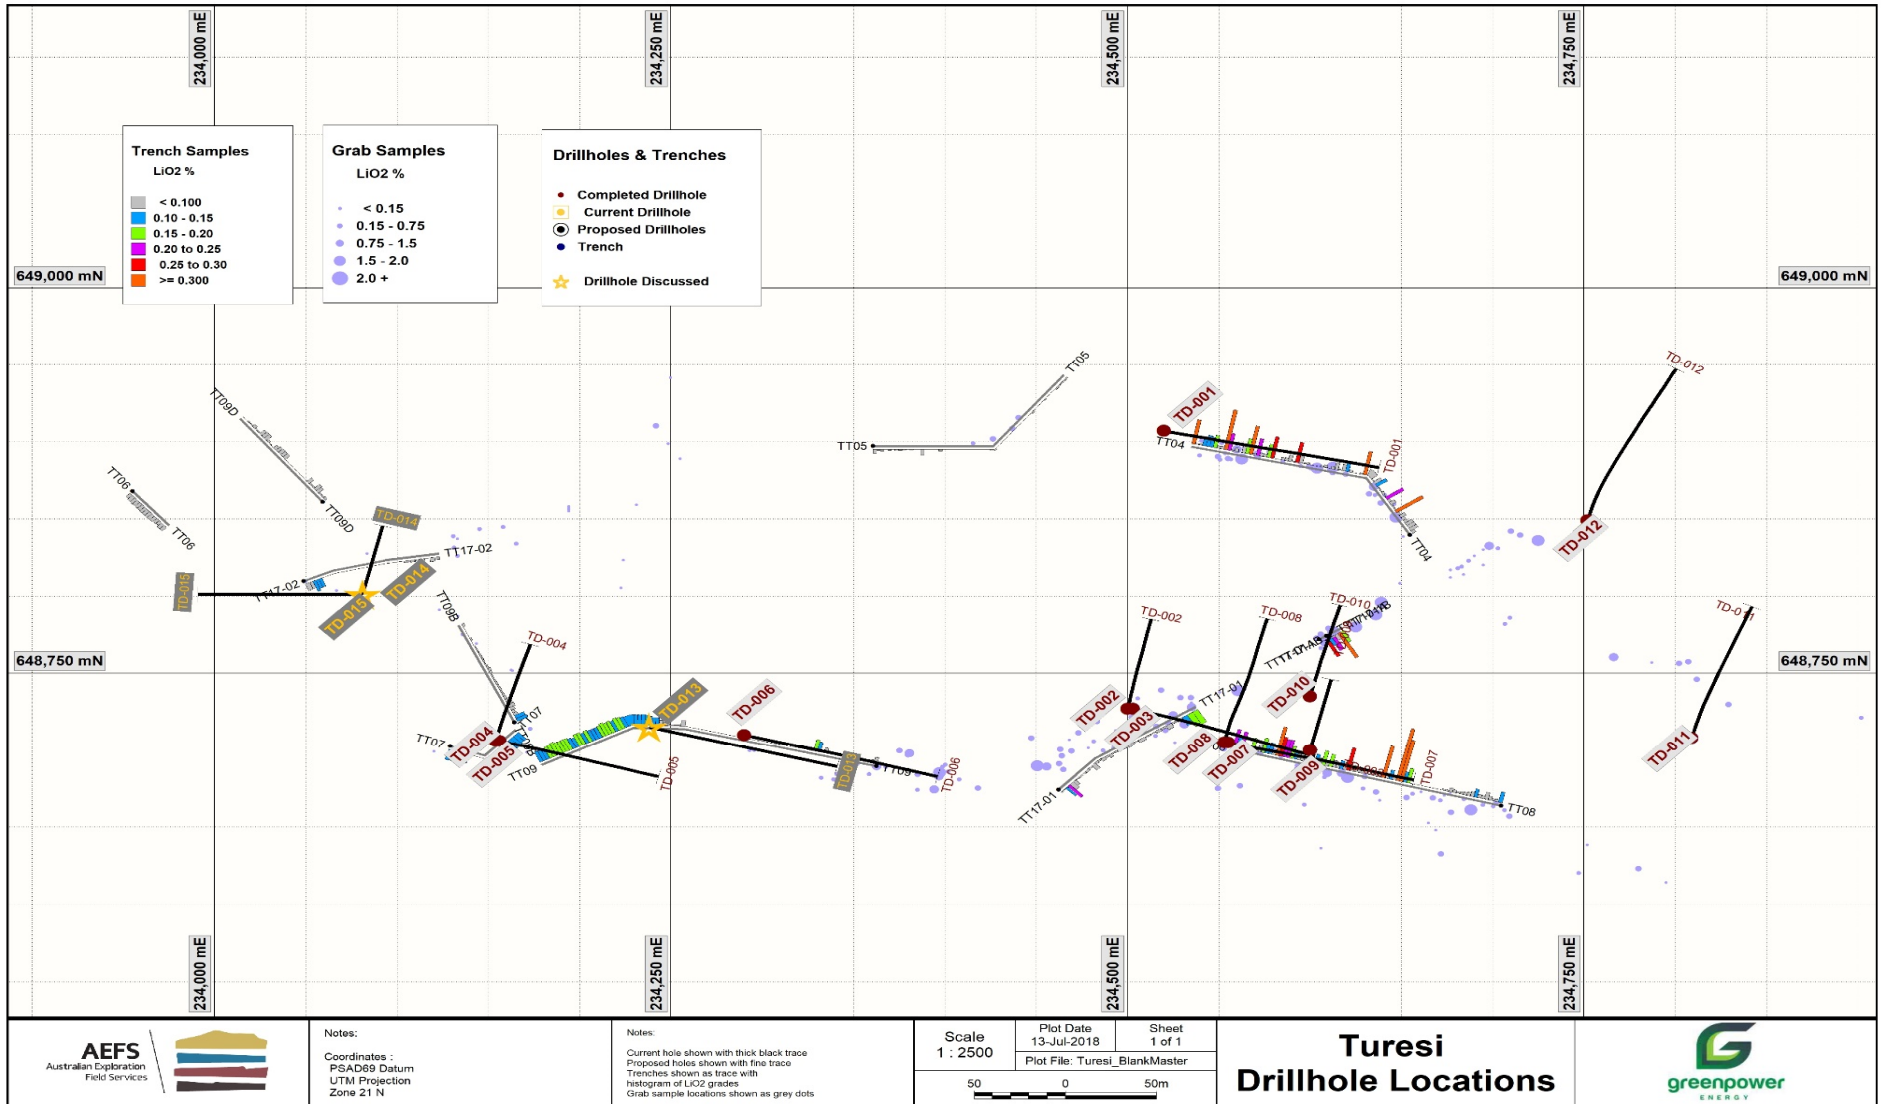 234,000 mE
234,250 mE
234,500 mE
234,750 mE
Trench Samples
LiO2 %
< 0.100
0.10 - 0.15
0.15 - 0.20
0.20 to 0.25
0.25 to 0.30
>= 0.300
Grab Samples
LiO2 %
< 0.15
0.15 - 0.75
0.75 - 1.5
1.5 - 2.0
2.0 +
Drillholes & Trenches
Completed Drillhole
Current Drillhole
Proposed Drillholes
Trench
Drillhole Discussed
649,000 mN
649,000 mN
TT05
TD-012
TT09D
TD-001
TT05
TT04
TD-001
TT06
TT09D
TT06
TD-014
TT04
TD-012
TT17-02
TT17-02
TD-014
TD-015
TD-015
TT09B
TD-004
TD-002
TD-008
TD-010
TD-011
648,750 mN
648,750 mN
TD-013
TD-006
TD-002
TD-003
TT17-01
TD-010
TT07
TT07
TD-004
TD-005
TT09
TD-005
TD-013
TT09
TD-006
TD-008
TD-007
TD-009
TD-007
TD-011
TT17-01
TT08
234,000 mE
234,250 mE
234,500 mE
234,750 mE
AEFS
Australian Exploration
Field Services
Notes:
Coordinates :
PSAD69 Datum
UTM Projection
Zone 21 N
Notes:
Current hole shown with thick black trace
Proposed holes shown with fine trace
Trenches shown as trace with
histogram of LiO2 grades
Grab sample locations shown as grey dots
Scale
1 : 2500
Plot Date
13-Jul-2018
Sheet
1 of 1
Plot File: Turesi_BlankMaster
50 0 50m
Turesi
Drillhole Locations
greenpower
ENERGY